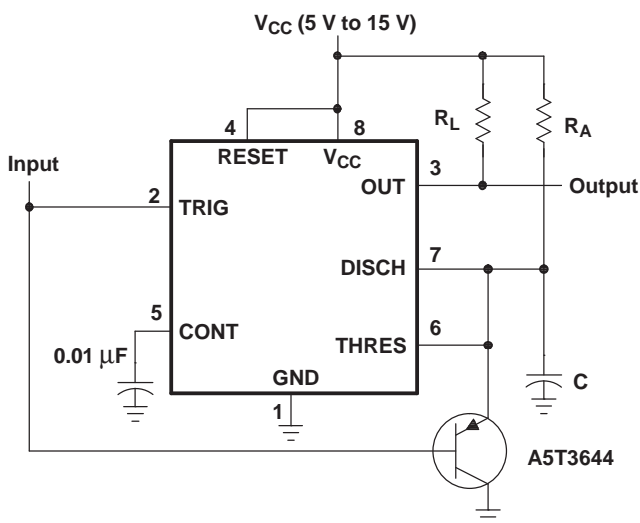 VCC (5 V to 15 V)
4
8
RL
RA
RESET
VCC
Input
3
OUT
Output
2
TRIG
7
DISCH
5
CONT
6
THRES
0.01 μF
GND
C
1
A5T3644